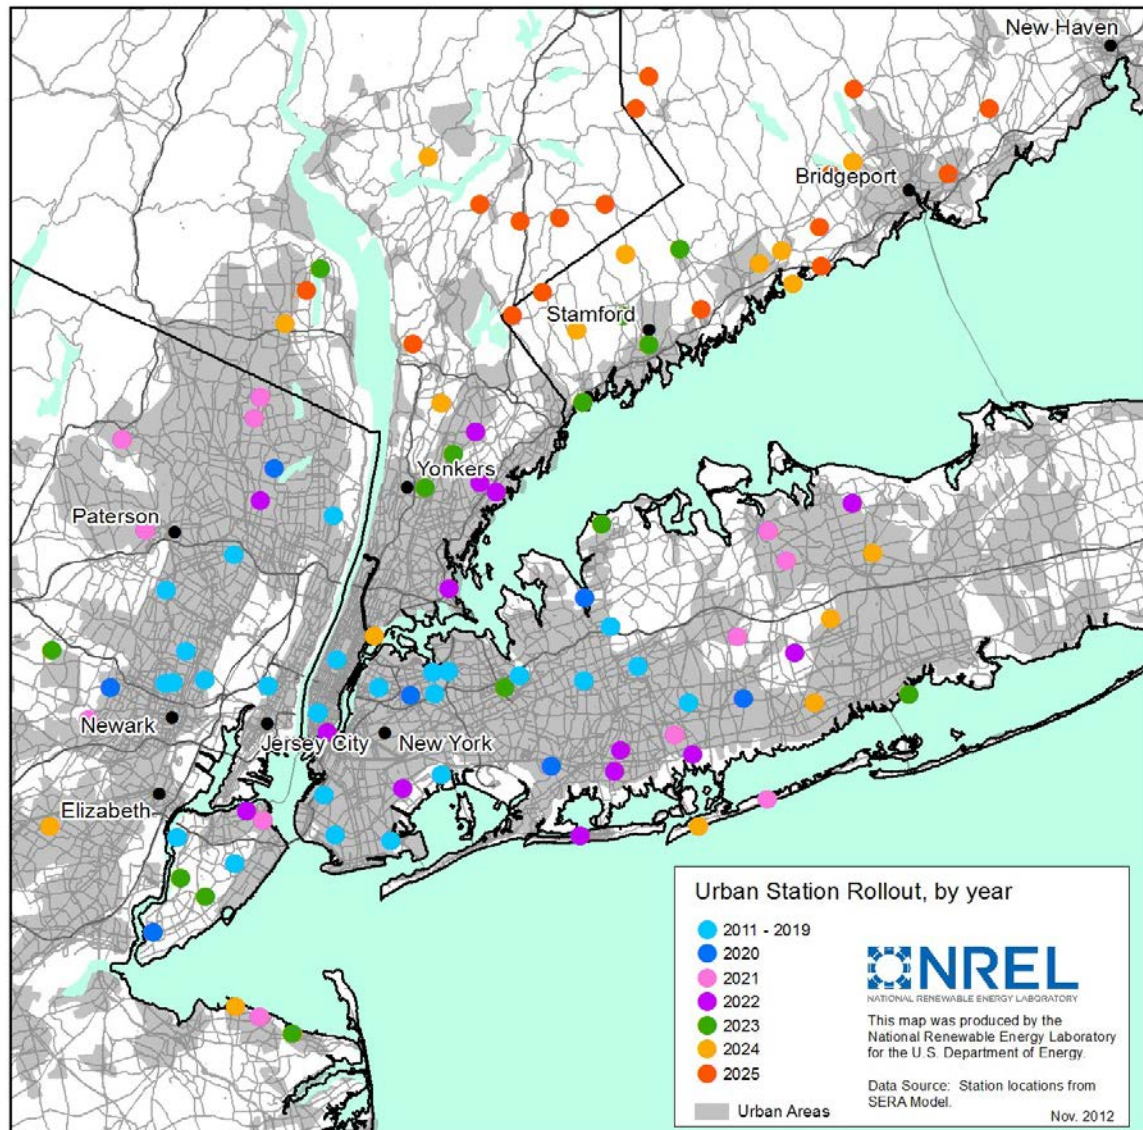 New Haven
Bridgeport
Stamford
Yonkers
Paterson
Newark
Jersey City
New York
Elizabeth
Urban Station Rollout, by year
2011 - 2019
2020
2021
2022
2023
2024
2025
Urban Areas
NREL
NATIONAL RENEWABLE ENERGY LABORATORY
This map was produced by the
National Renewable Energy Laboratory
for the U.S. Department of Energy.
Data Source: Station locations from
SERA Model.
Nov. 2012